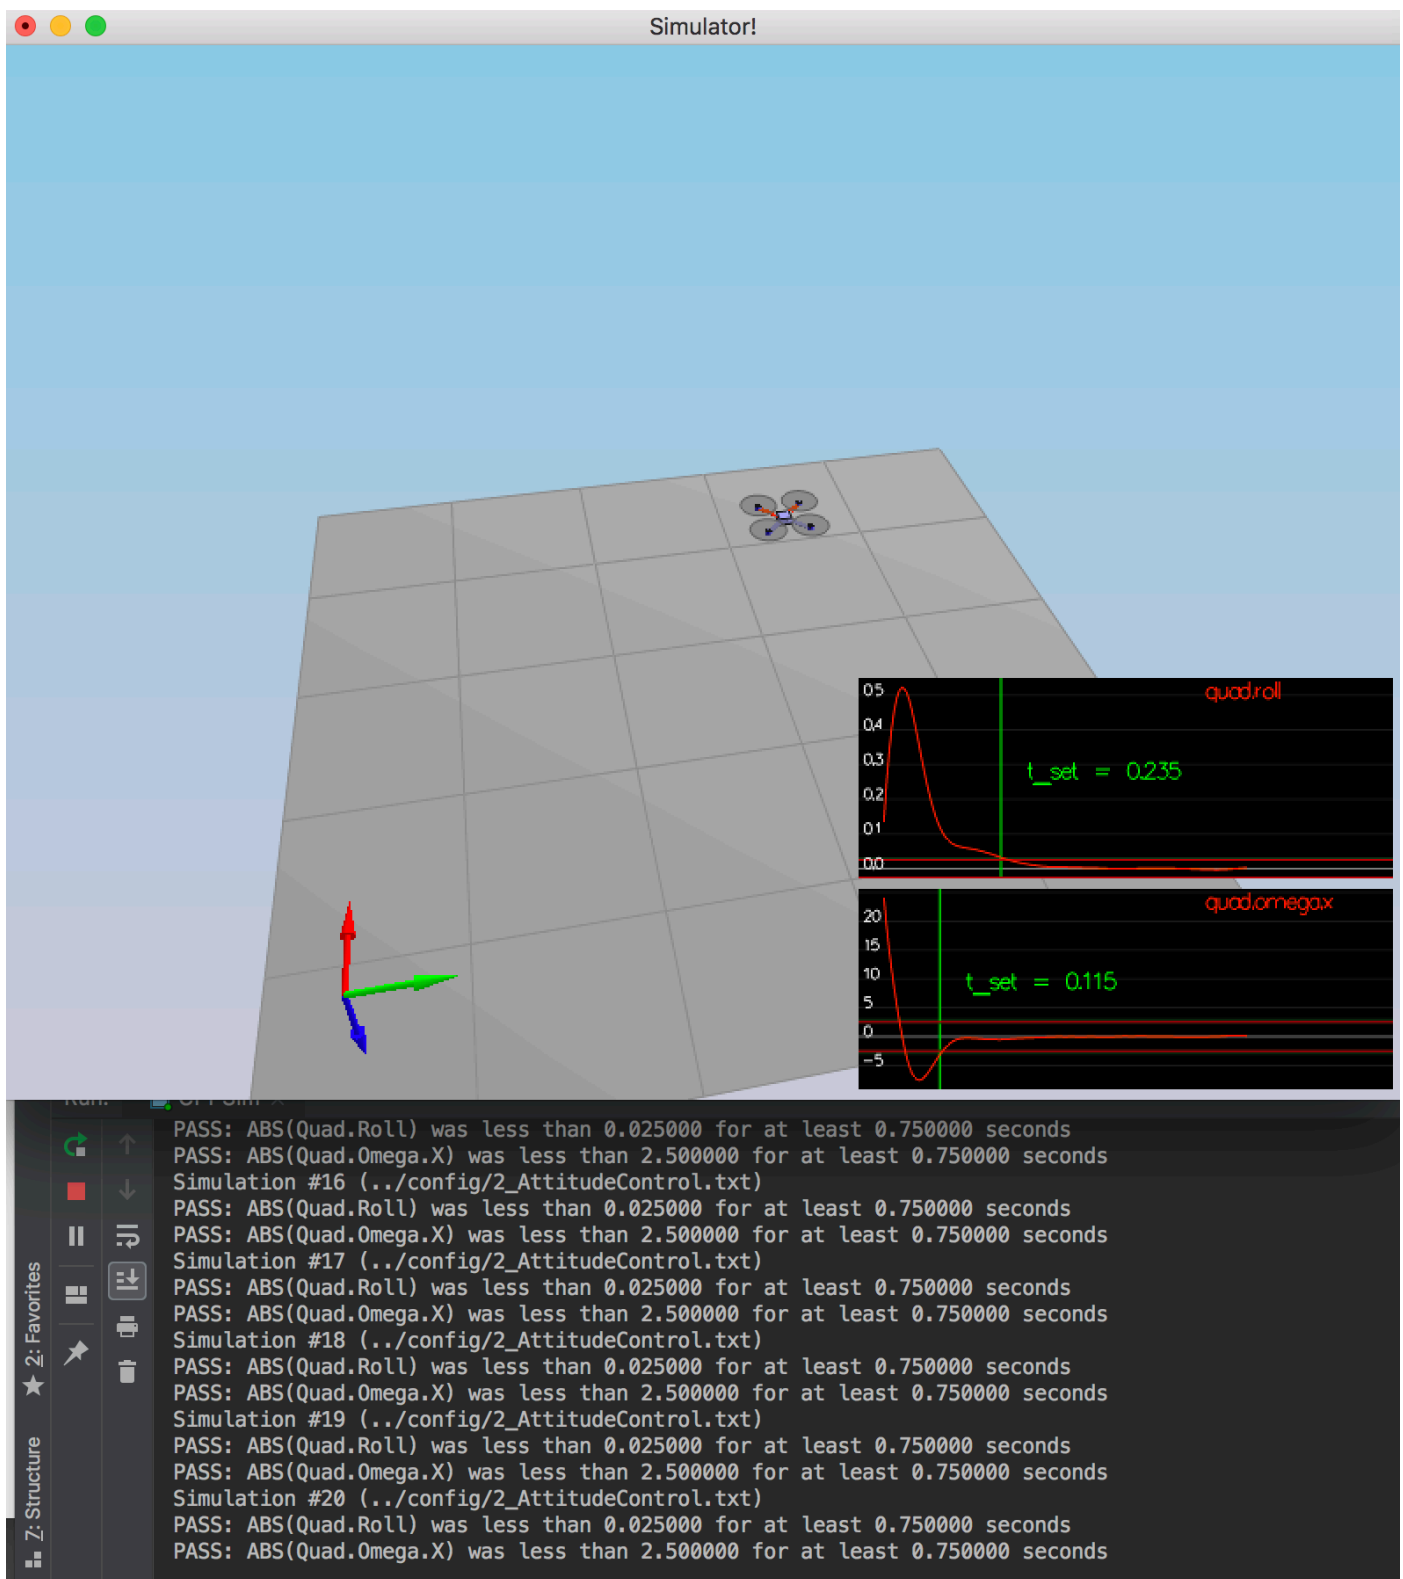 Simulator!
0.5
quad.roll
0.4
0.3
t_set = 0.235
0.2
0.1
0.0
quad.omega.x
20
15
10
t_set = 0.115
5
0
-5
Run:
PASS: ABS(Quad.Roll) was less than 0.025000 for at least 0.750000 seconds
PASS: ABS(Quad.Omega.X) was less than 2.500000 for at least 0.750000 seconds
Simulation #16 (../config/2_AttitudeControl.txt)
PASS: ABS(Quad.Roll) was less than 0.025000 for at least 0.750000 seconds
PASS: ABS(Quad.Omega.X) was less than 2.500000 for at least 0.750000 seconds
Simulation #17 (../config/2_AttitudeControl.txt)
PASS: ABS(Quad.Roll) was less than 0.025000 for at least 0.750000 seconds
PASS: ABS(Quad.Omega.X) was less than 2.500000 for at least 0.750000 seconds
Simulation #18 (../config/2_AttitudeControl.txt)
PASS: ABS(Quad.Roll) was less than 0.025000 for at least 0.750000 seconds
PASS: ABS(Quad.Omega.X) was less than 2.500000 for at least 0.750000 seconds
Simulation #19 (../config/2_AttitudeControl.txt)
PASS: ABS(Quad.Roll) was less than 0.025000 for at least 0.750000 seconds
PASS: ABS(Quad.Omega.X) was less than 2.500000 for at least 0.750000 seconds
Simulation #20 (../config/2_AttitudeControl.txt)
PASS: ABS(Quad.Roll) was less than 0.025000 for at least 0.750000 seconds
PASS: ABS(Quad.Omega.X) was less than 2.500000 for at least 0.750000 seconds
2: Favorites
7: Structure